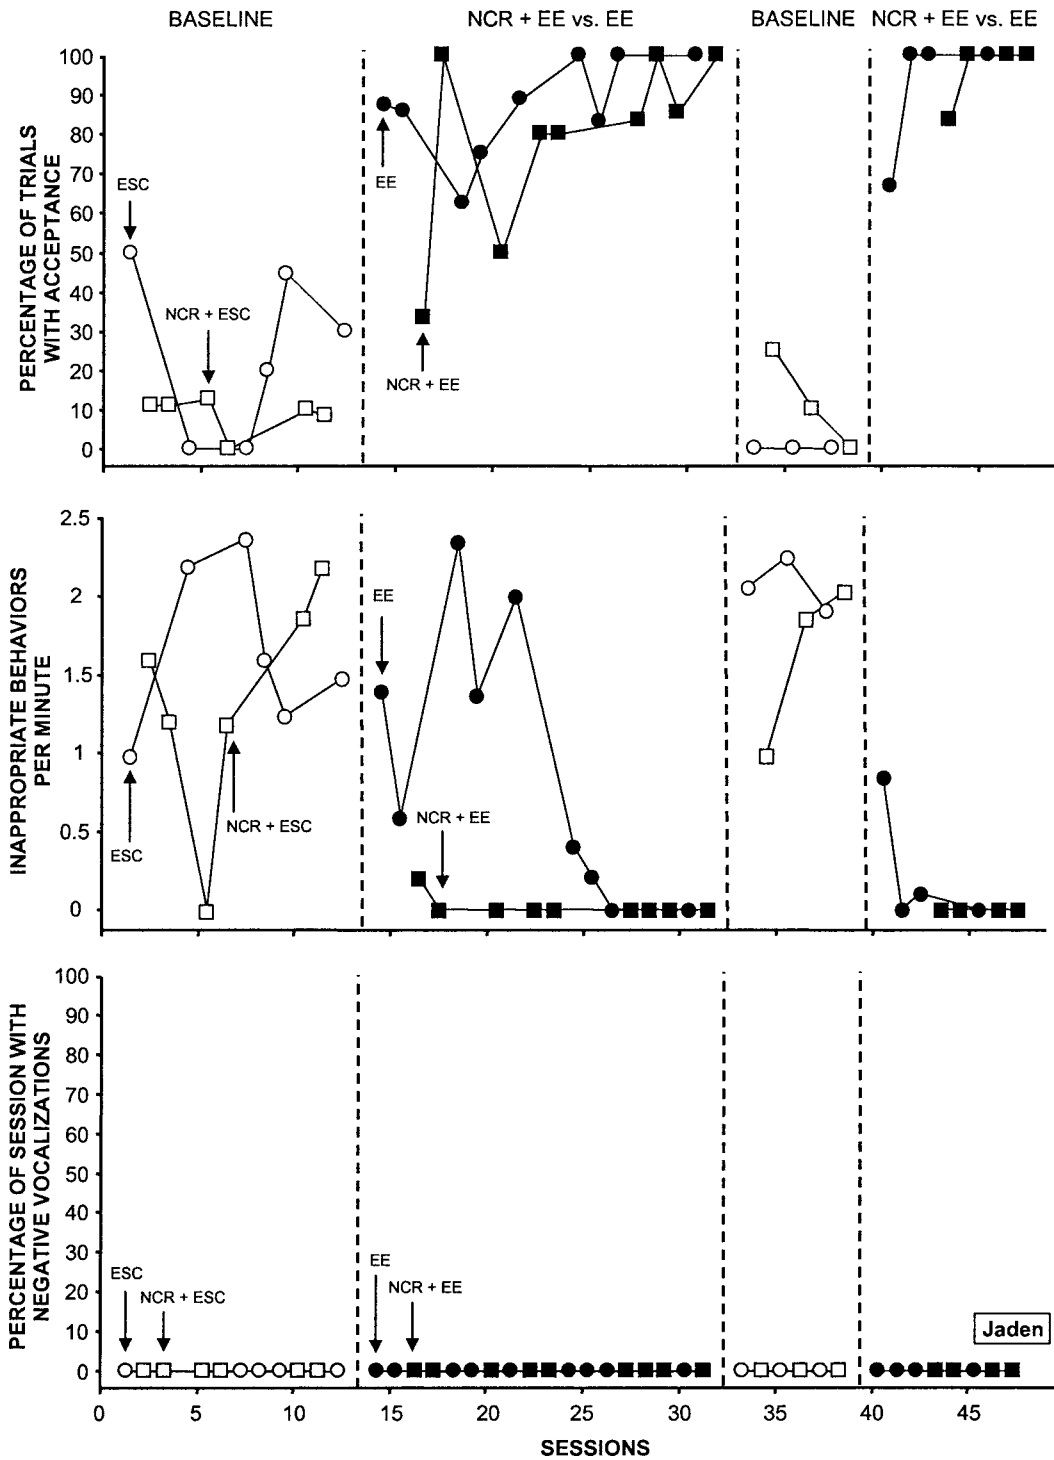 BASELINE NCR + EE vs. EE BASELINE NCR + EE vs. EE
PERCENTAGE OF TRIALS
WITH ACCEPTANCE
100
90
80
70
60
50
40
30
20
10
0
ESC
NCR + ESC
EE
NCR + EE
INAPPROPRIATE BEHAVIORS
PER MINUTE
2.5
2
1.5
1
0.5
0
ESC
NCR + ESC
EE
NCR + EE
PERCENTAGE OF SESSION WITH
NEGATIVE VOCALIZATIONS
100
90
80
70
60
50
40
30
20
10
0
ESC
NCR + ESC
EE
NCR + EE
Jaden
0 5 10 15 20 25 30 35 40 45
SESSIONS